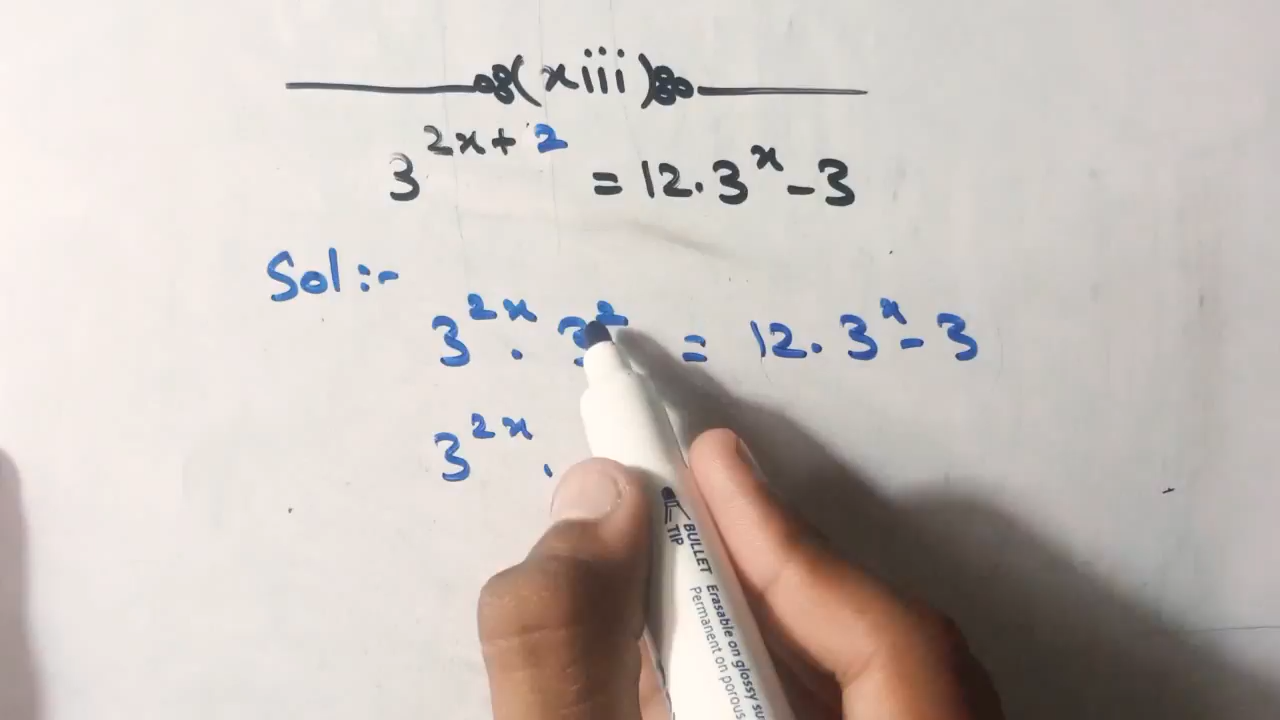 (xiii)
3^{2x+2} = 12.3^x - 3
Sol:-
3^{2x} . 3^2 = 12. 3^x - 3
3^{2x} .
BULLET TIP
Erasable on glossy su
Permanent on porous